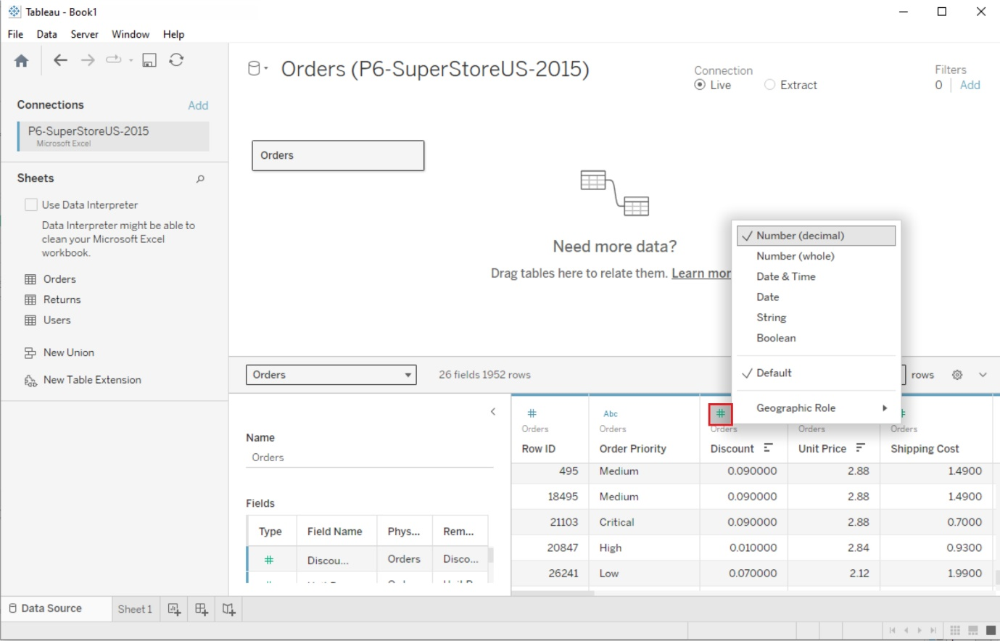 Tableau - Book1
File Data Server Window Help
Orders (P6-SuperStoreUS-2015)
Connection
Live Extract
Filters
0 Add
Connections Add
P6-SuperStoreUS-2015
Microsoft Excel
Sheets
Use Data Interpreter
Data Interpreter might be able to
clean your Microsoft Excel
workbook.
Orders
Returns
Users
New Union
New Table Extension
Orders
Need more data?
Drag tables here to relate them. Learn mor
Number (decimal)
Number (whole)
Date & Time
Date
String
Boolean
Default
Geographic Role
Orders 26 fields 1952 rows rows
Name
Orders
Fields
Type Field Name Phys... Rem...
# Discou... Orders Disco...
# Abc # #
Orders Orders Orders Orders Orders
Row ID Order Priority Discount Unit Price Shipping Cost
495 Medium 0.090000 2.88 1.4900
18495 Medium 0.090000 2.88 1.4900
21103 Critical 0.090000 2.88 0.7000
20847 High 0.010000 2.84 0.9300
26241 Low 0.070000 2.12 1.9900
Data Source Sheet 1